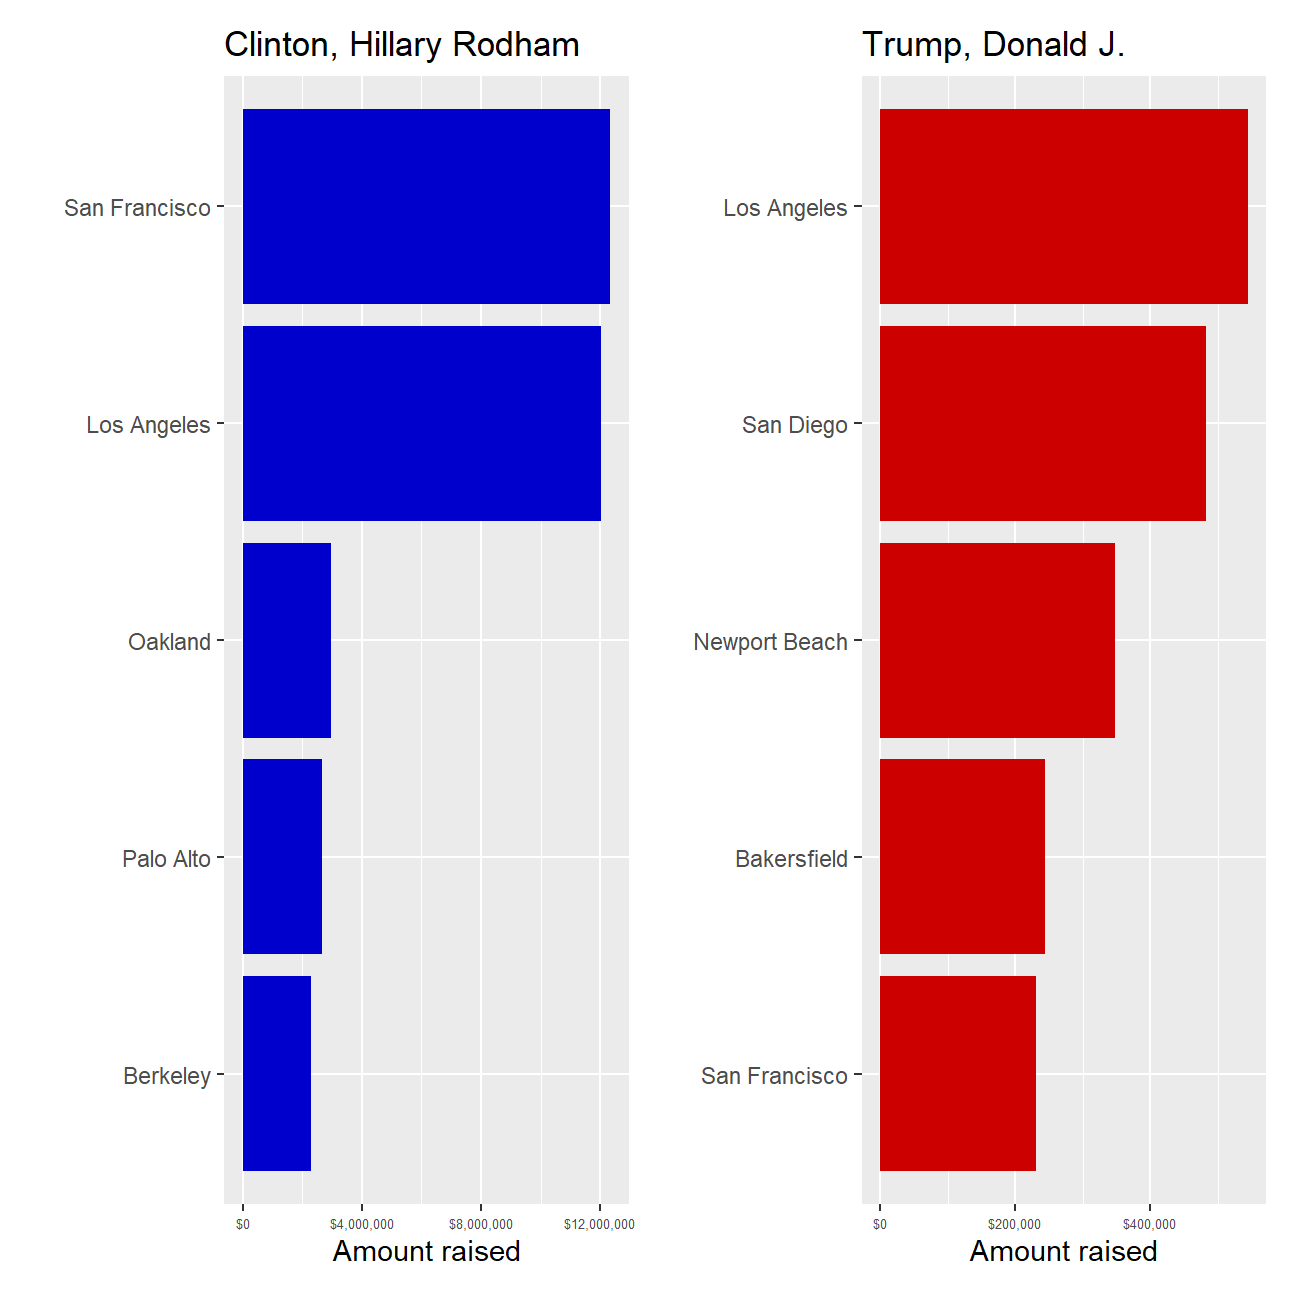 Clinton, Hillary Rodham
San Francisco
Los Angeles
Oakland
Palo Alto
Berkeley
$0 $4,000,000 $8,000,000 $12,000,000
Amount raised
Trump, Donald J.
Los Angeles
San Diego
Newport Beach
Bakersfield
San Francisco
$0 $200,000 $400,000
Amount raised